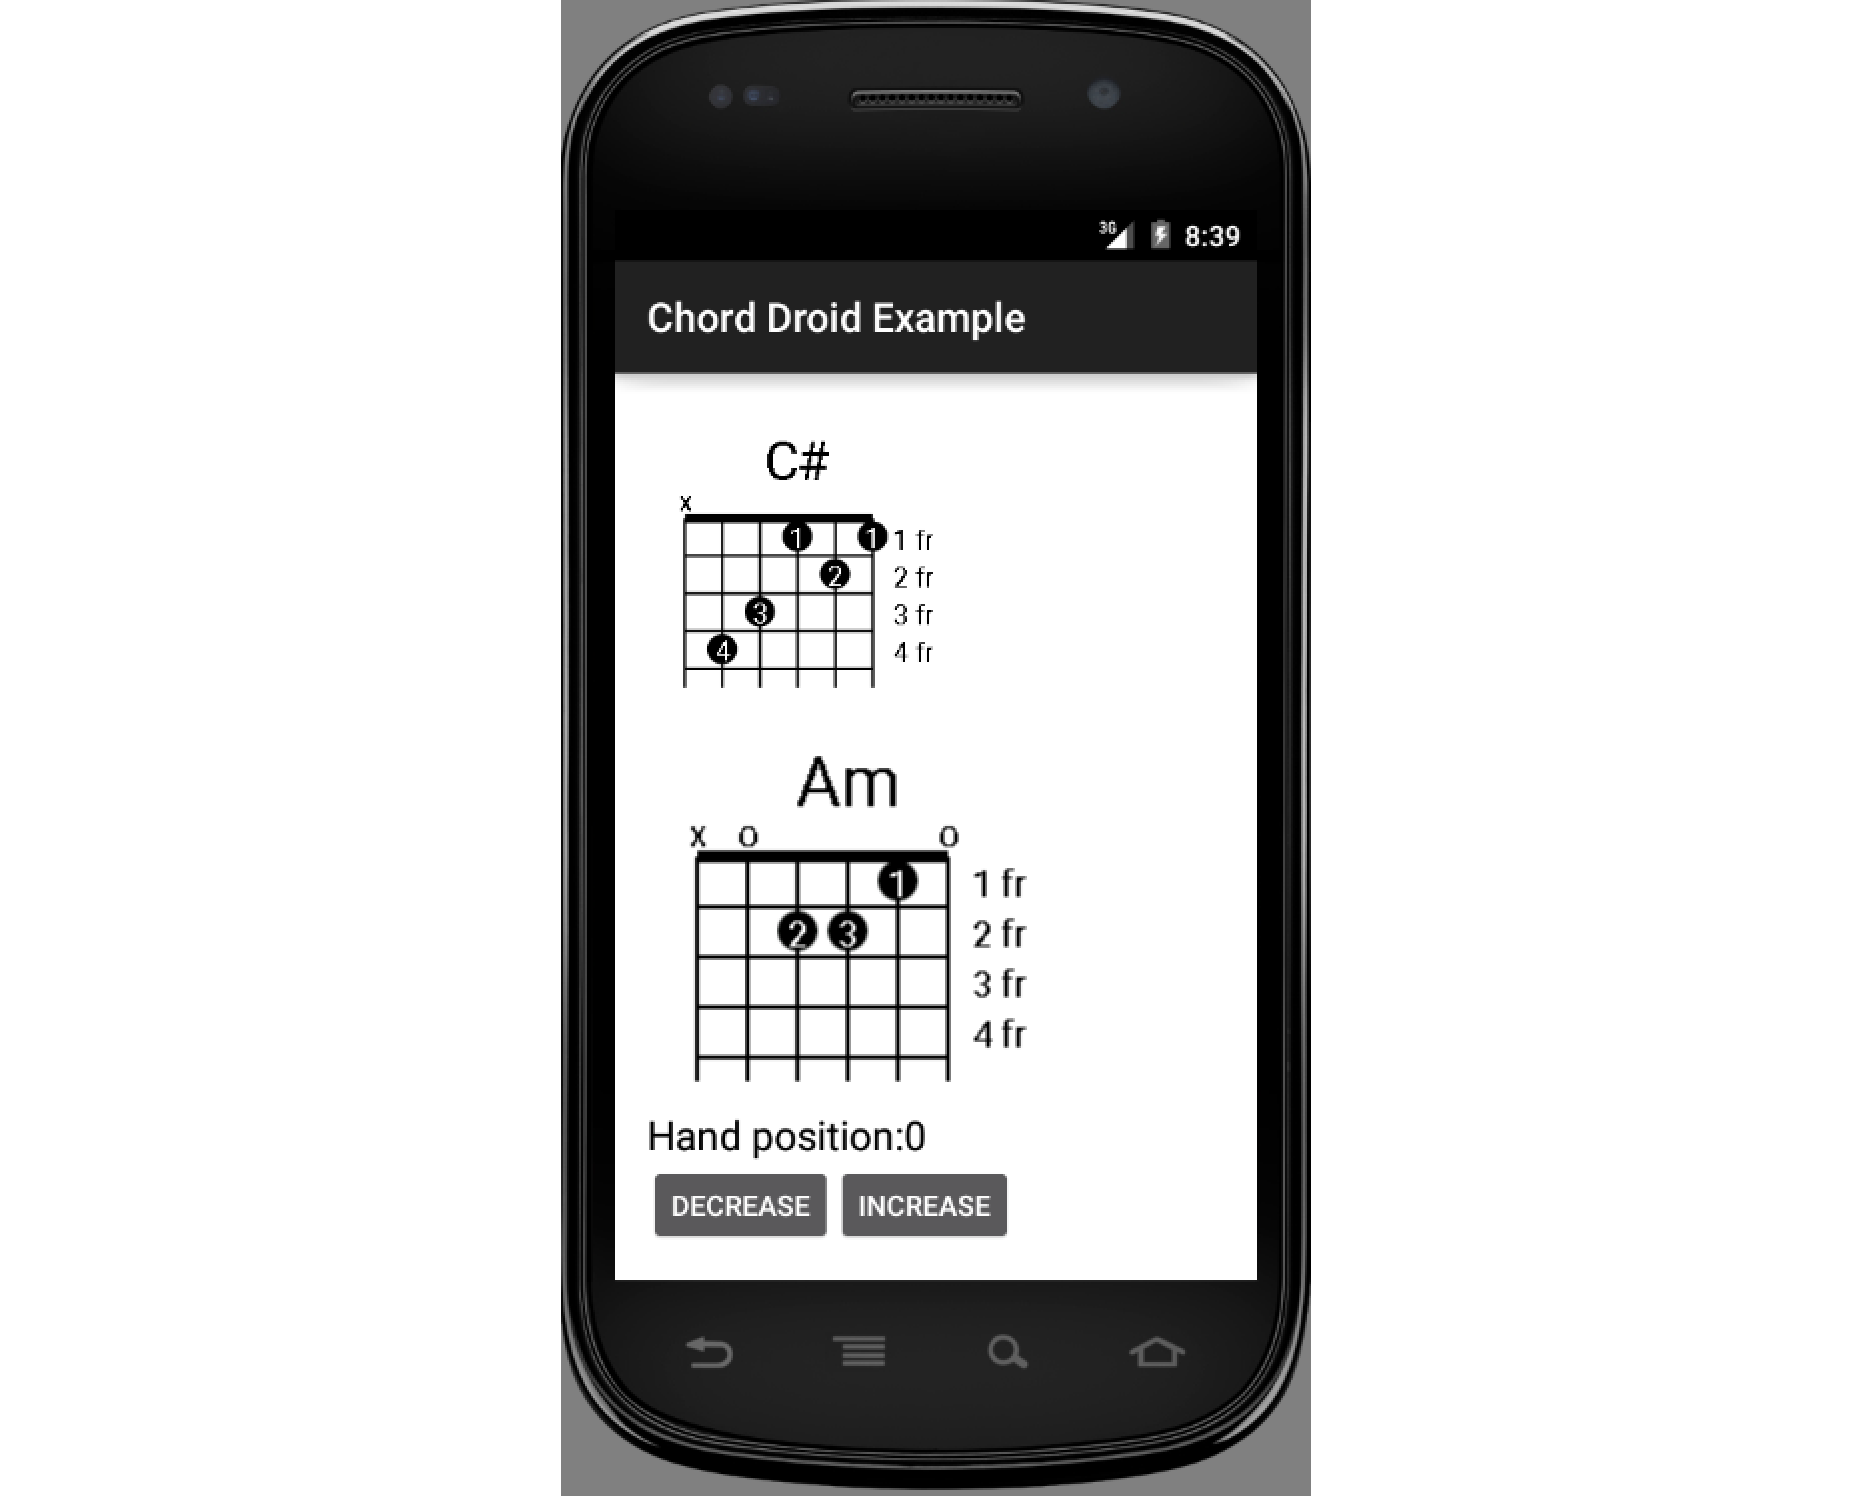 3G 8:39
Chord Droid Example
C#
x
1 1 1 fr
2 2 fr
3 3 fr
4 4 fr
Am
x o o
1 1 fr
2 3 2 fr
3 fr
4 fr
Hand position:0
DECREASE INCREASE